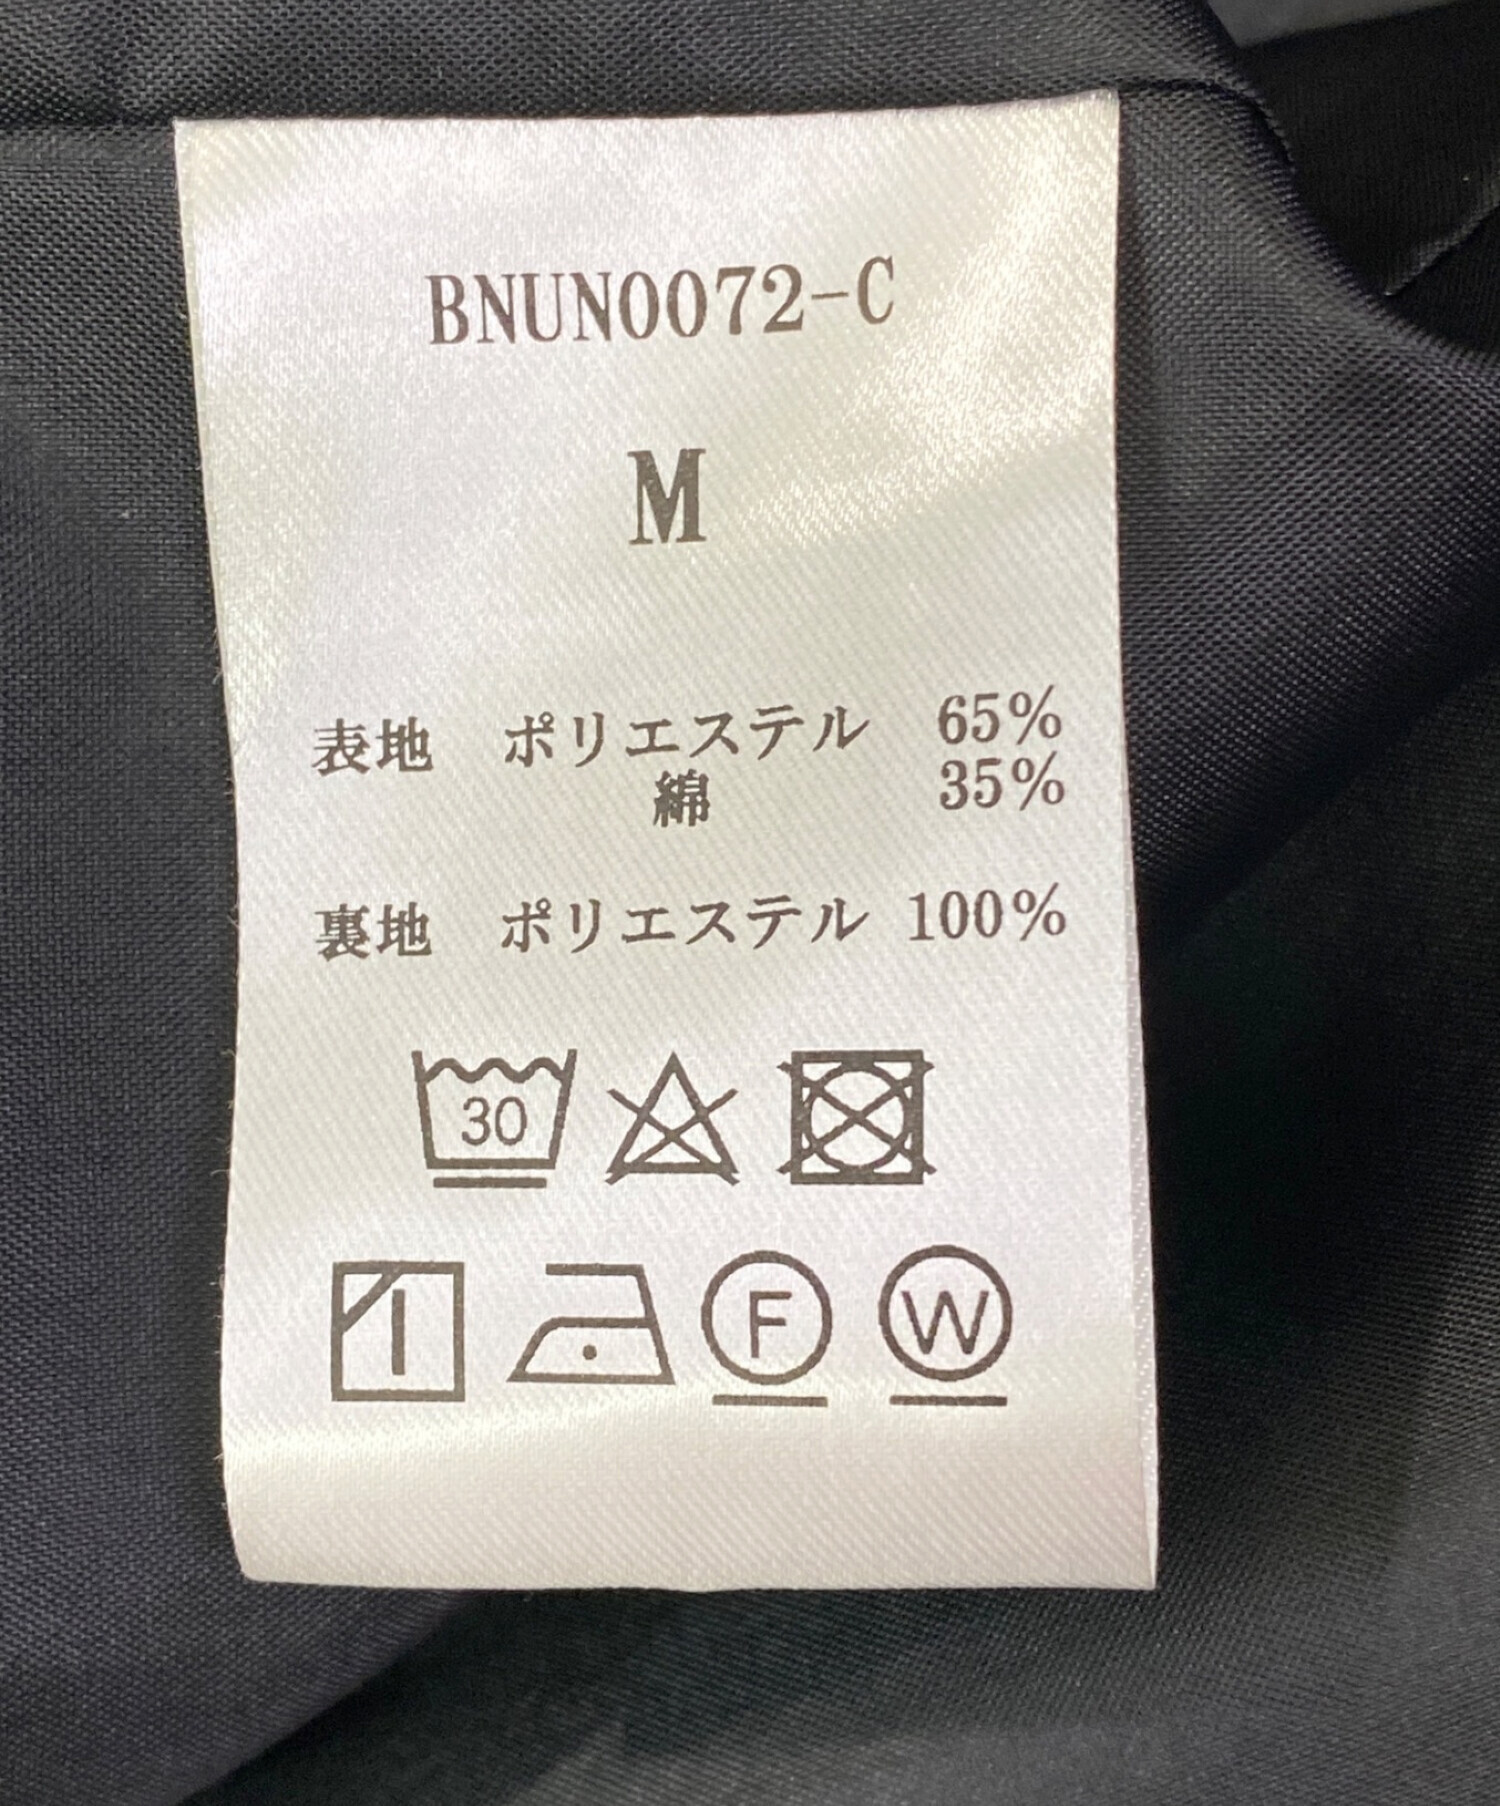 BNUN0072-C
M
表地 ポリエステル 65%
綿 35%
裏地 ポリエステル 100%
30
F W